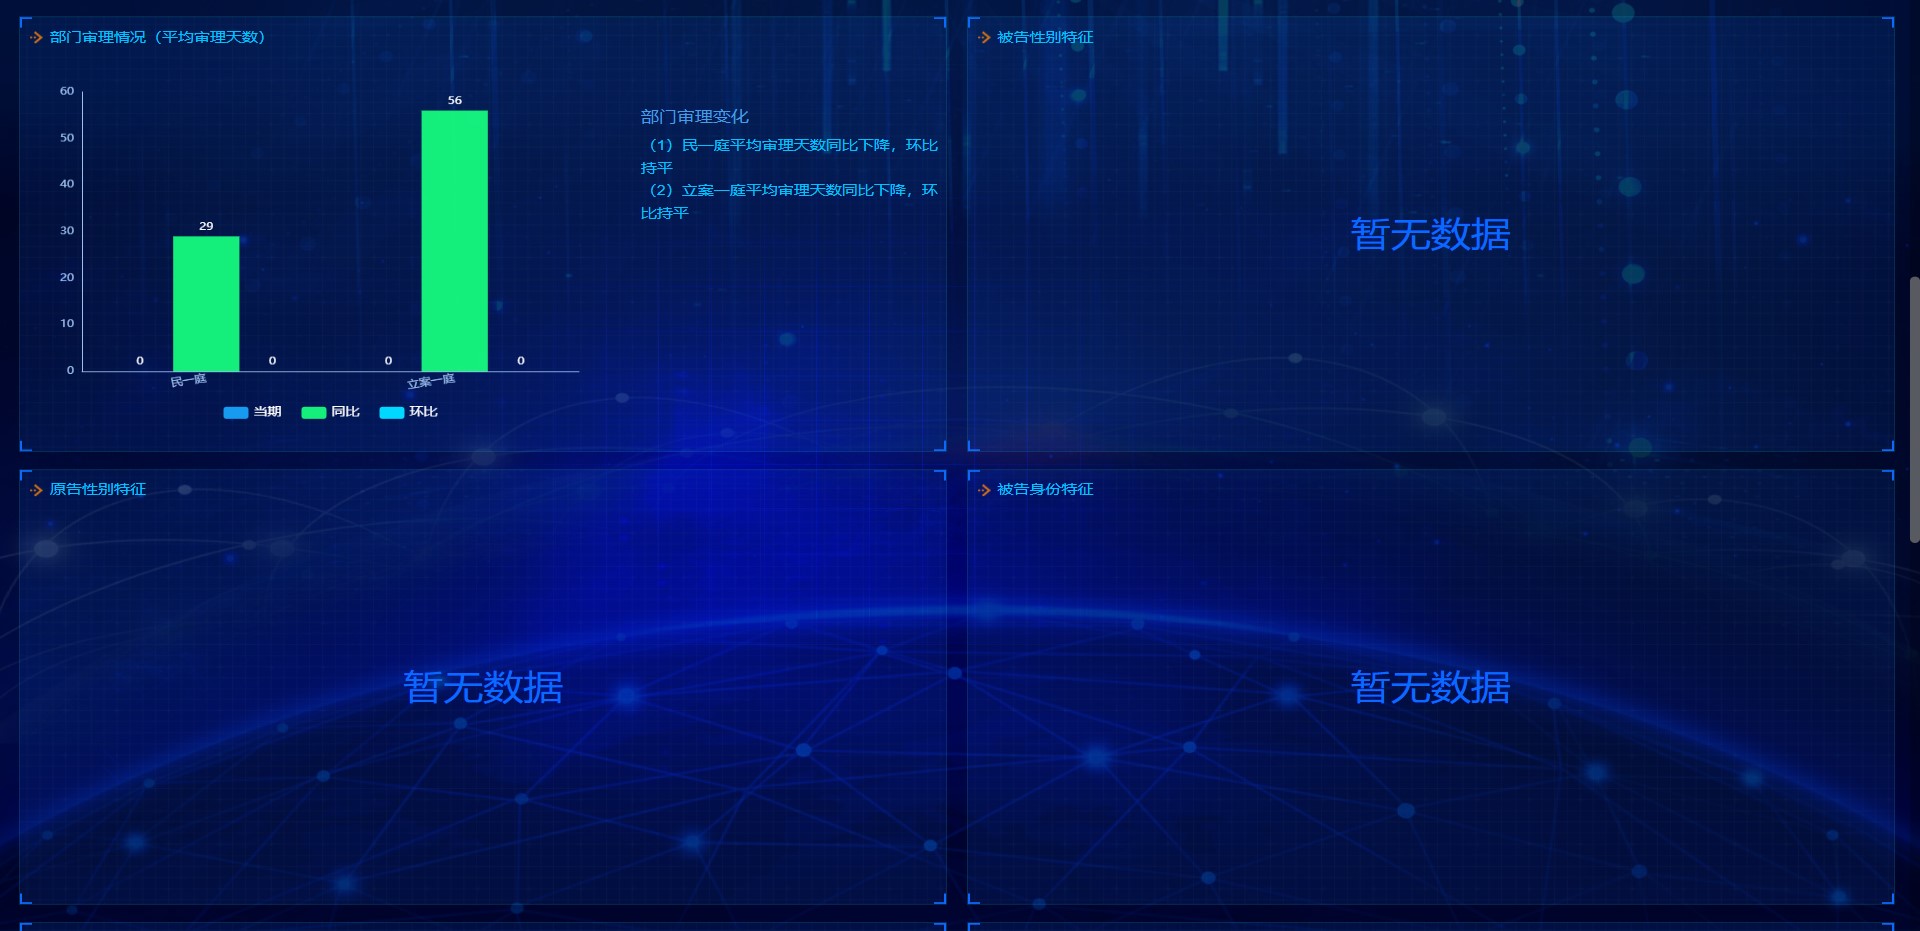 部门审理情况（平均审理天数）
60
50
40
30
20
10
0
0
29
0
0
56
0
民一庭
立案一庭
当期
同比
环比
部门审理变化
（1）民一庭平均审理天数同比下降，环比
持平
（2）立案一庭平均审理天数同比下降，环
比持平
被告性别特征
暂无数据
原告性别特征
暂无数据
被告身份特征
暂无数据